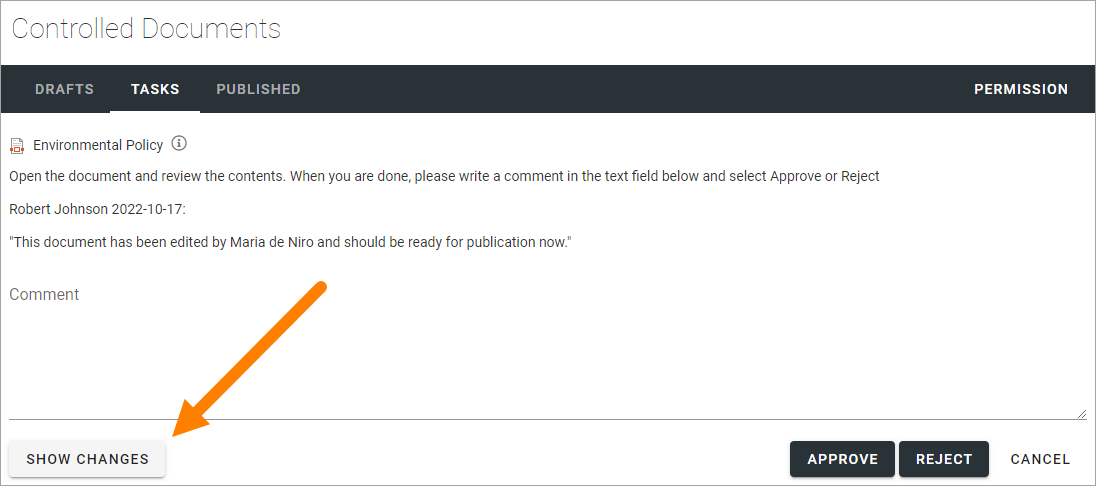 Controlled Documents
DRAFTS TASKS PUBLISHED PERMISSION
Environmental Policy
Open the document and review the contents. When you are done, please write a comment in the text field below and select Approve or Reject
Robert Johnson 2022-10-17:
"This document has been edited by Maria de Niro and should be ready for publication now."
Comment
SHOW CHANGES APPROVE REJECT CANCEL